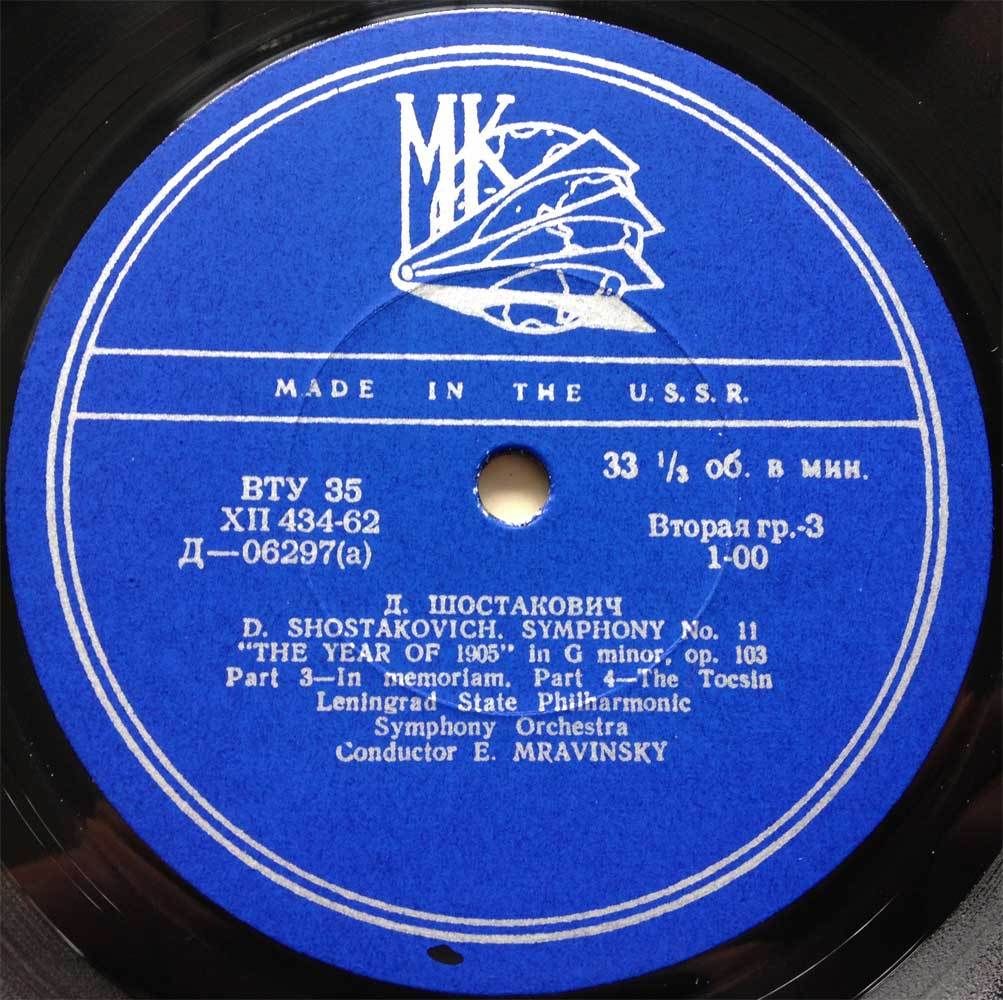 МК
MADE IN THE U.S.S.R.
33 1/3 об. в мин.
ВТУ 35
ХП 434-62
Д—06297(а)
Вторая гр.-3
1-00
Д. ШОСТАКОВИЧ
D. SHOSTAKOVICH. SYMPHONY No. 11
"THE YEAR OF 1905" in G minor, op. 103
Part 3—In memoriam. Part 4—The Tocsin
Leningrad State Philharmonic
Symphony Orchestra
Conductor E. MRAVINSKY